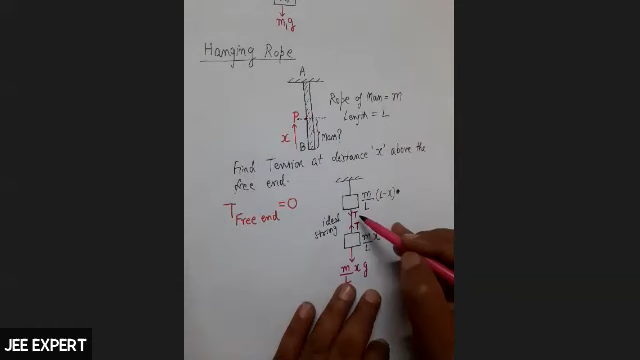 m₁g
Hanging Rope
A
Rope of Mass = m
Length = L
P
x
Mass?
B
Find Tension at distance 'x' above the
free end.
T Free end = 0
m/L (L-x)
T
ideal
string
T
m/L x
m/L x g
JEE EXPERT